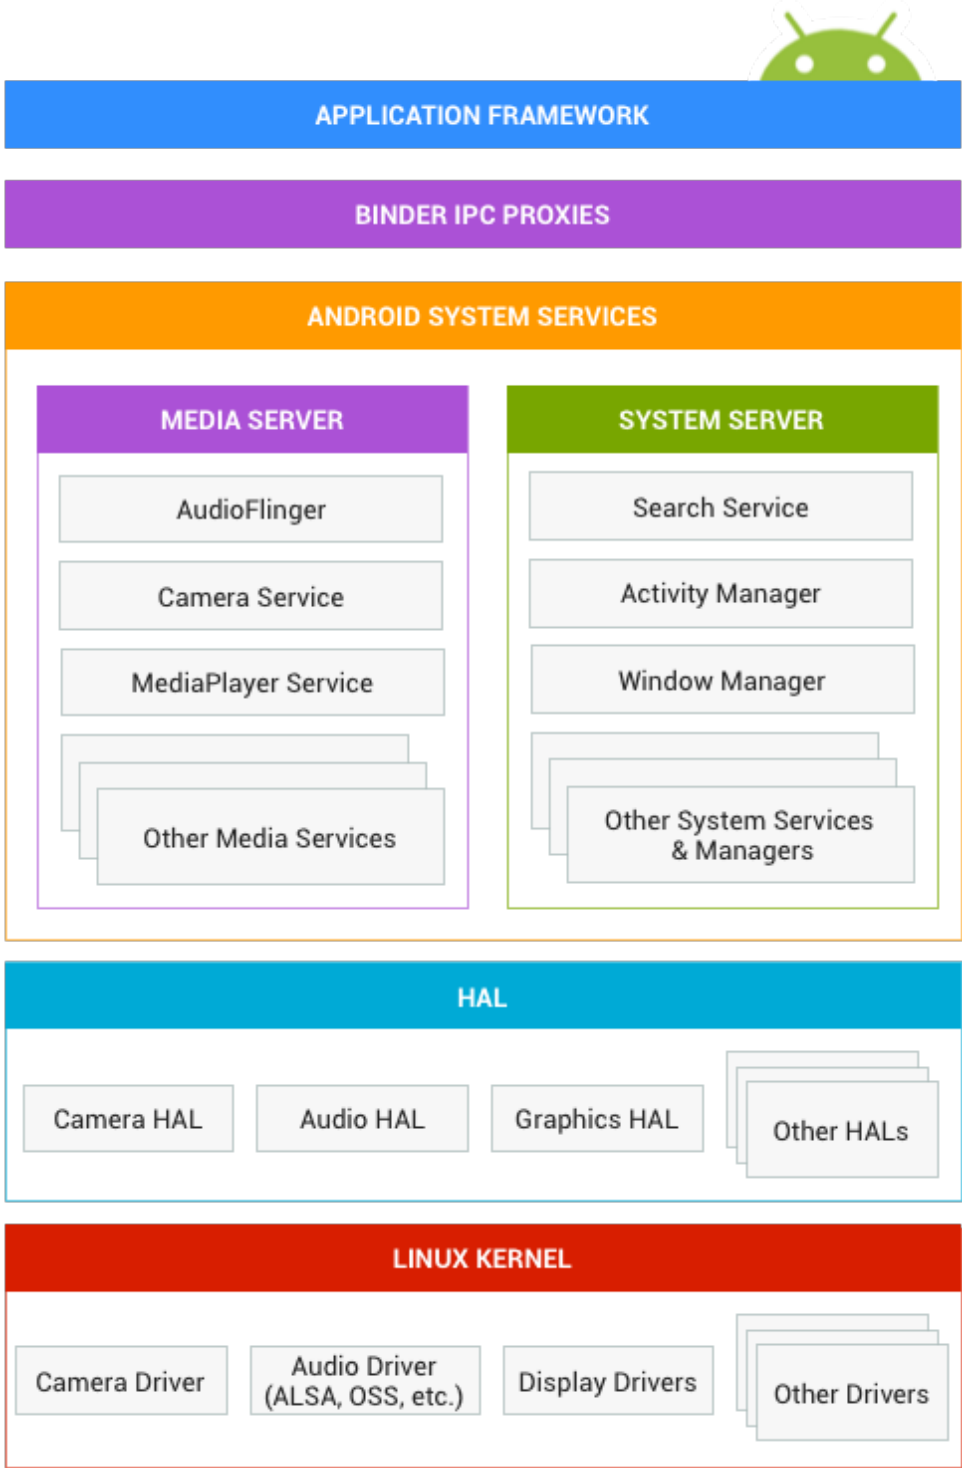 APPLICATION FRAMEWORK
BINDER IPC PROXIES
ANDROID SYSTEM SERVICES
MEDIA SERVER
AudioFlinger
Camera Service
MediaPlayer Service
Other Media Services
SYSTEM SERVER
Search Service
Activity Manager
Window Manager
Other System Services
& Managers
HAL
Camera HAL
Audio HAL
Graphics HAL
Other HALs
LINUX KERNEL
Camera Driver
Audio Driver
(ALSA, OSS, etc.)
Display Drivers
Other Drivers